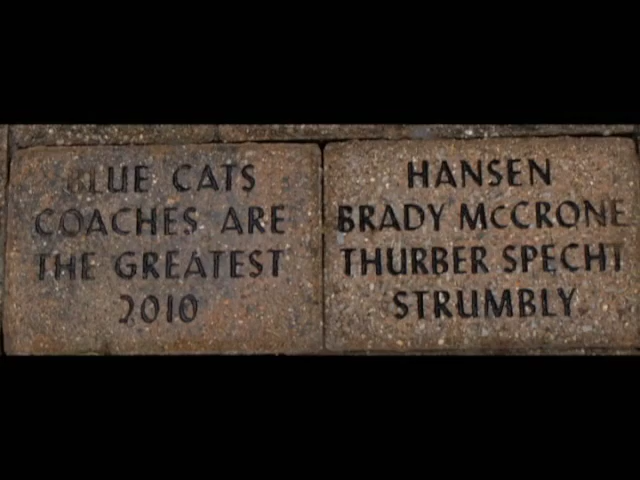 BLUE CATS
COACHES ARE
THE GREATEST
2010
HANSEN
BRADY MCCRONE
THURBER SPECHT
STRUMBLY